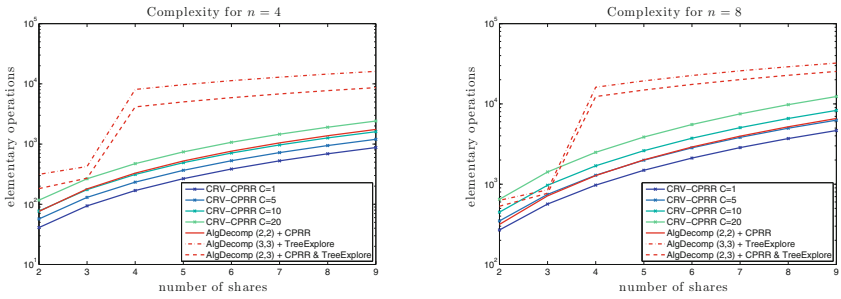 Complexity for n = 4
elementary operations
10^5
10^4
10^3
10^2
10^1
CRV−CPRR C=1
CRV−CPRR C=5
CRV−CPRR C=10
CRV−CPRR C=20
AlgDecomp (2,2) + CPRR
AlgDecomp (3,3) + TreeExplore
AlgDecomp (2,3) + CPRR & TreeExplore
2 3 4 5 6 7 8 9
number of shares
Complexity for n = 8
elementary operations
10^5
10^4
10^3
10^2
CRV−CPRR C=1
CRV−CPRR C=5
CRV−CPRR C=10
CRV−CPRR C=20
AlgDecomp (2,2) + CPRR
AlgDecomp (3,3) + TreeExplore
AlgDecomp (2,3) + CPRR & TreeExplore
2 3 4 5 6 7 8 9
number of shares